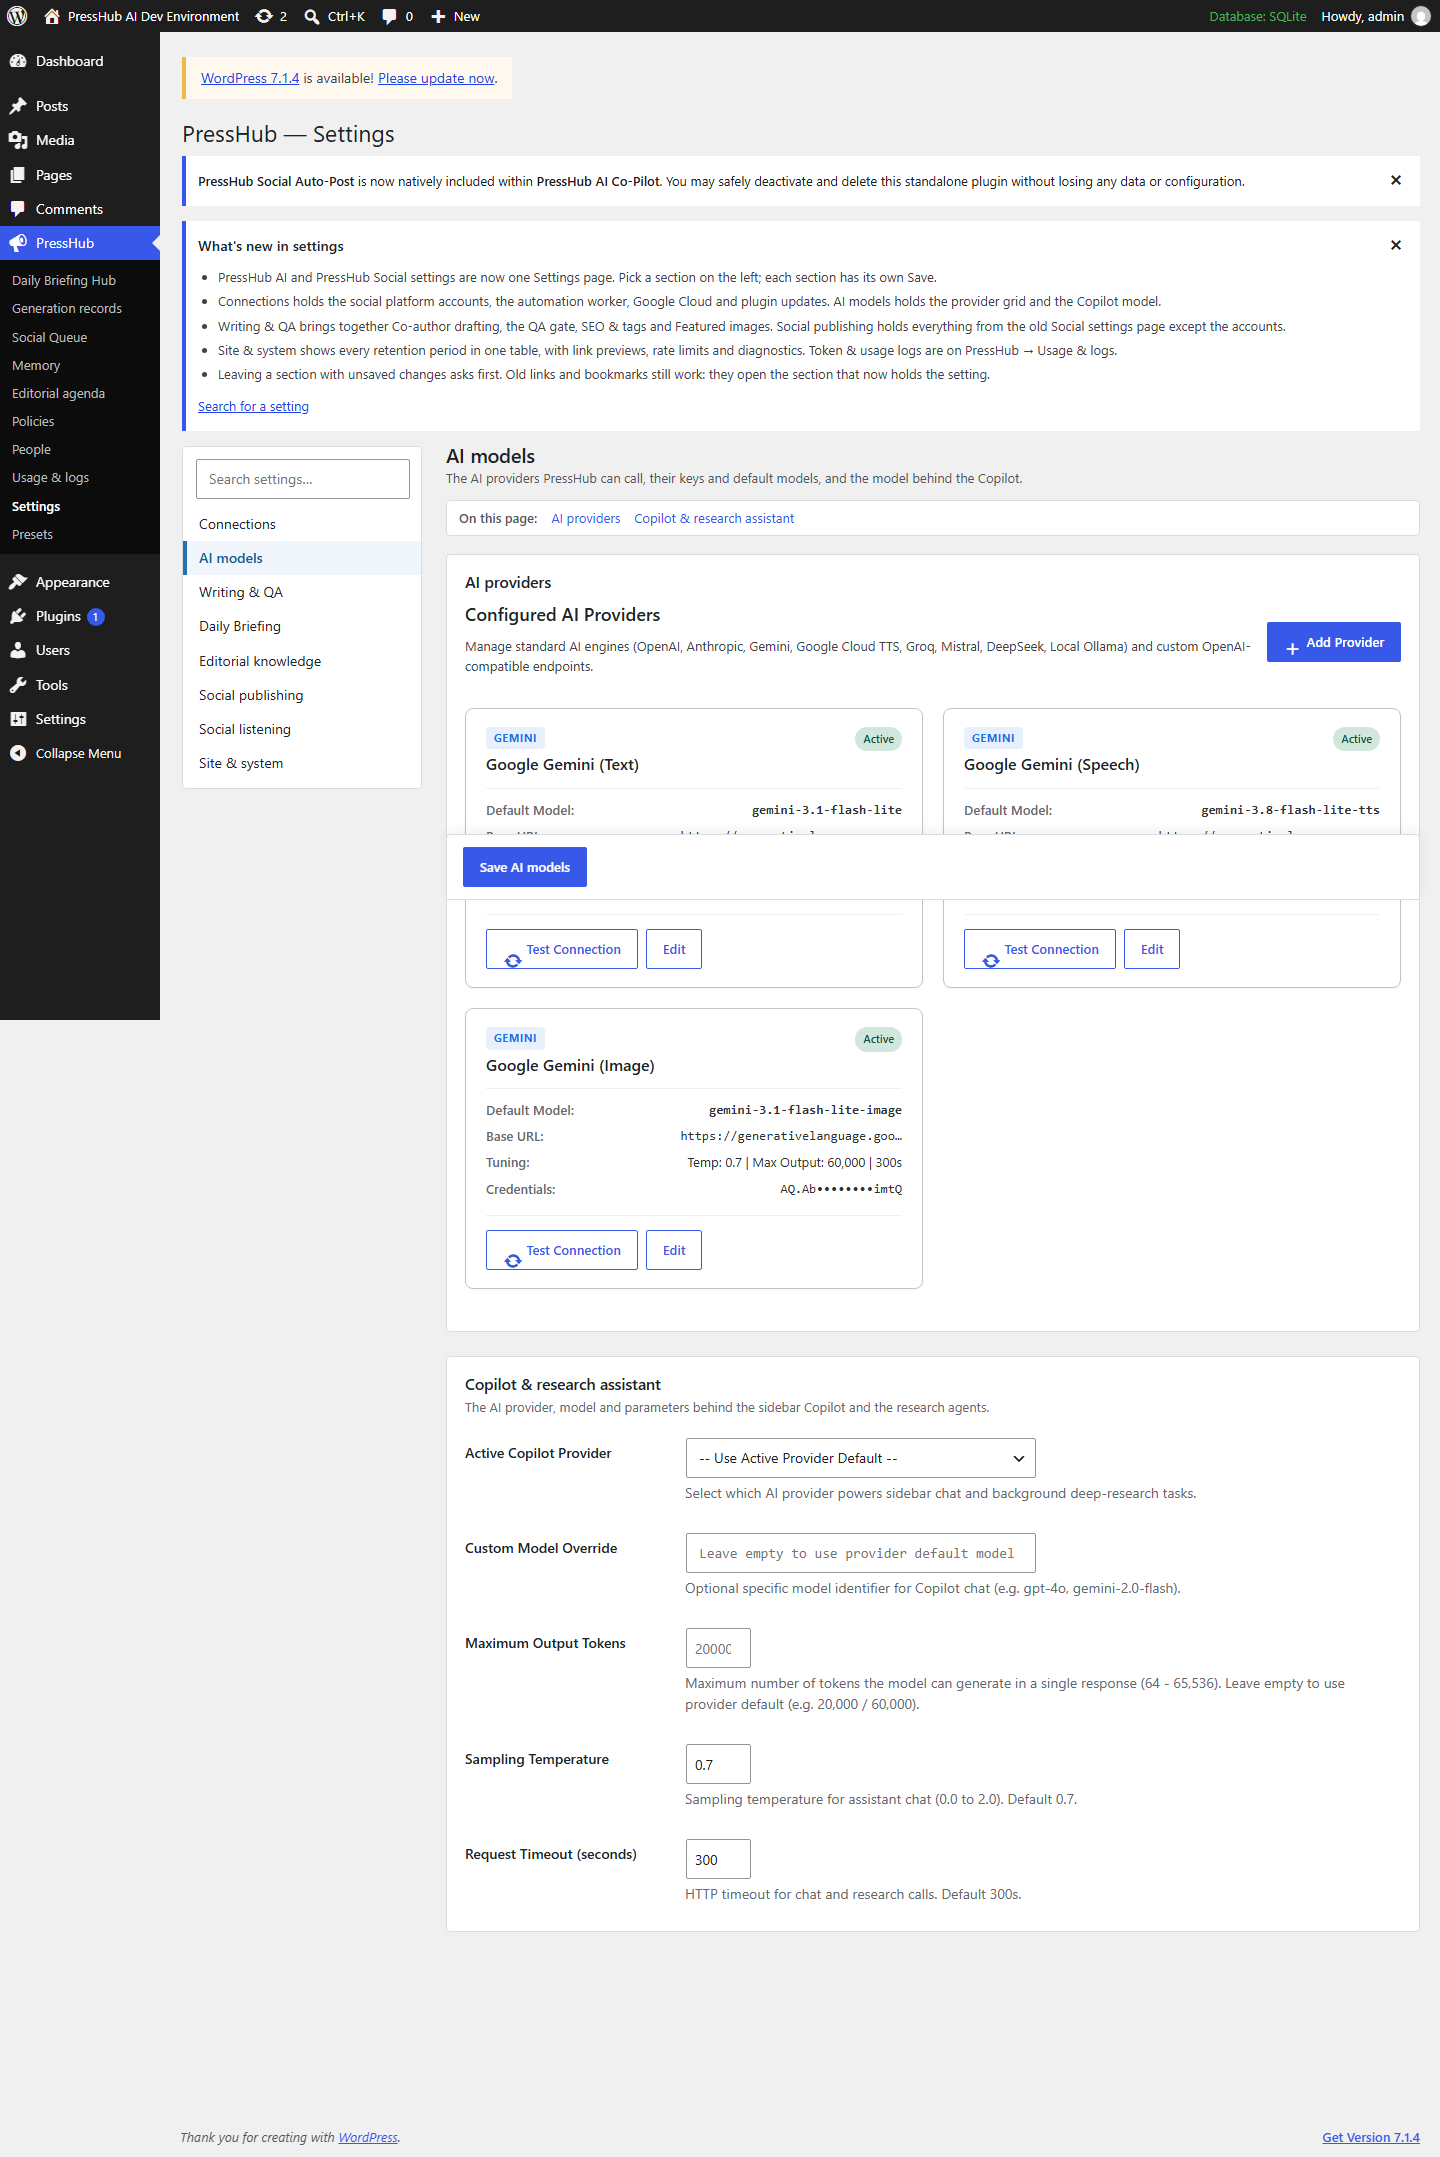 PressHub AI Dev Environment 2 Ctrl+K 0 New Database: SQLite Howdy, admin
Dashboard
Posts
Media
Pages
Comments
PressHub
Daily Briefing Hub
Generation records
Social Queue
Memory
Editorial agenda
Policies
People
Usage & logs
Settings
Presets
Appearance
Plugins 1
Users
Tools
Settings
Collapse Menu
WordPress 7.1.4 is available! Please update now.
PressHub — Settings
PressHub Social Auto-Post is now natively included within PressHub AI Co-Pilot. You may safely deactivate and delete this standalone plugin without losing any data or configuration.
What's new in settings
• PressHub AI and PressHub Social settings are now one Settings page. Pick a section on the left; each section has its own Save.
• Connections holds the social platform accounts, the automation worker, Google Cloud and plugin updates. AI models holds the provider grid and the Copilot model.
• Writing & QA brings together Co-author drafting, the QA gate, SEO & tags and Featured images. Social publishing holds everything from the old Social settings page except the accounts.
• Site & system shows every retention period in one table, with link previews, rate limits and diagnostics. Token & usage logs are on PressHub → Usage & logs.
• Leaving a section with unsaved changes asks first. Old links and bookmarks still work: they open the section that now holds the setting.
Search for a setting
Search settings...
Connections
AI models
Writing & QA
Daily Briefing
Editorial knowledge
Social publishing
Social listening
Site & system
AI models
The AI providers PressHub can call, their keys and default models, and the model behind the Copilot.
On this page: AI providers Copilot & research assistant
AI providers
Configured AI Providers
Manage standard AI engines (OpenAI, Anthropic, Gemini, Google Cloud TTS, Groq, Mistral, DeepSeek, Local Ollama) and custom OpenAI-
compatible endpoints.
Add Provider
GEMINI Active
Google Gemini (Text)
Default Model: gemini-3.1-flash-lite
GEMINI Active
Google Gemini (Speech)
Default Model: gemini-3.8-flash-lite-tts
Save AI models
Test Connection Edit
Test Connection Edit
GEMINI Active
Google Gemini (Image)
Default Model: gemini-3.1-flash-lite-image
Base URL: https://generativelanguage.goo…
Tuning: Temp: 0.7 | Max Output: 60,000 | 300s
Credentials: AQ.Ab••••••••imtQ
Test Connection Edit
Copilot & research assistant
The AI provider, model and parameters behind the sidebar Copilot and the research agents.
Active Copilot Provider -- Use Active Provider Default --
Select which AI provider powers sidebar chat and background deep-research tasks.
Custom Model Override Leave empty to use provider default model
Optional specific model identifier for Copilot chat (e.g. gpt-4o, gemini-2.0-flash).
Maximum Output Tokens 20000
Maximum number of tokens the model can generate in a single response (64 - 65,536). Leave empty to use
provider default (e.g. 20,000 / 60,000).
Sampling Temperature 0.7
Sampling temperature for assistant chat (0.0 to 2.0). Default 0.7.
Request Timeout (seconds) 300
HTTP timeout for chat and research calls. Default 300s.
Thank you for creating with WordPress.
Get Version 7.1.4